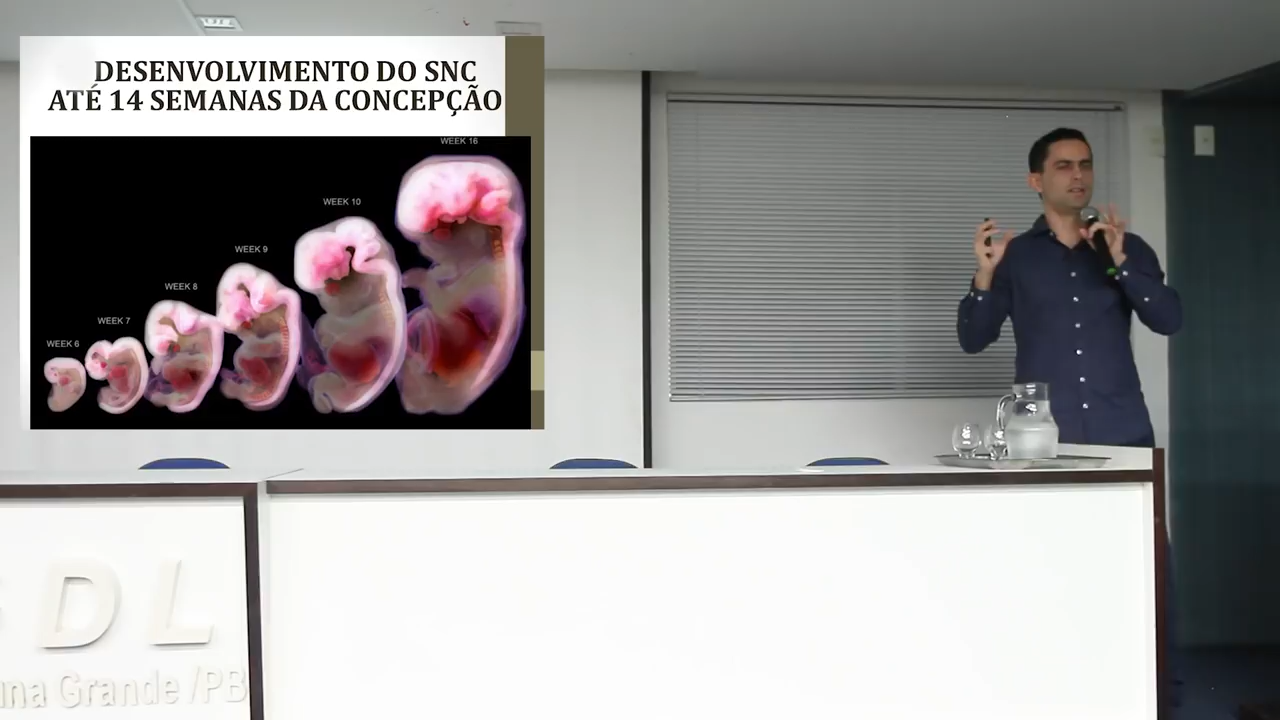 DESENVOLVIMENTO DO SNC
ATÉ 14 SEMANAS DA CONCEPÇÃO
WEEK 16
WEEK 10
WEEK 9
WEEK 8
WEEK 7
WEEK 6
DL
Grande /PB